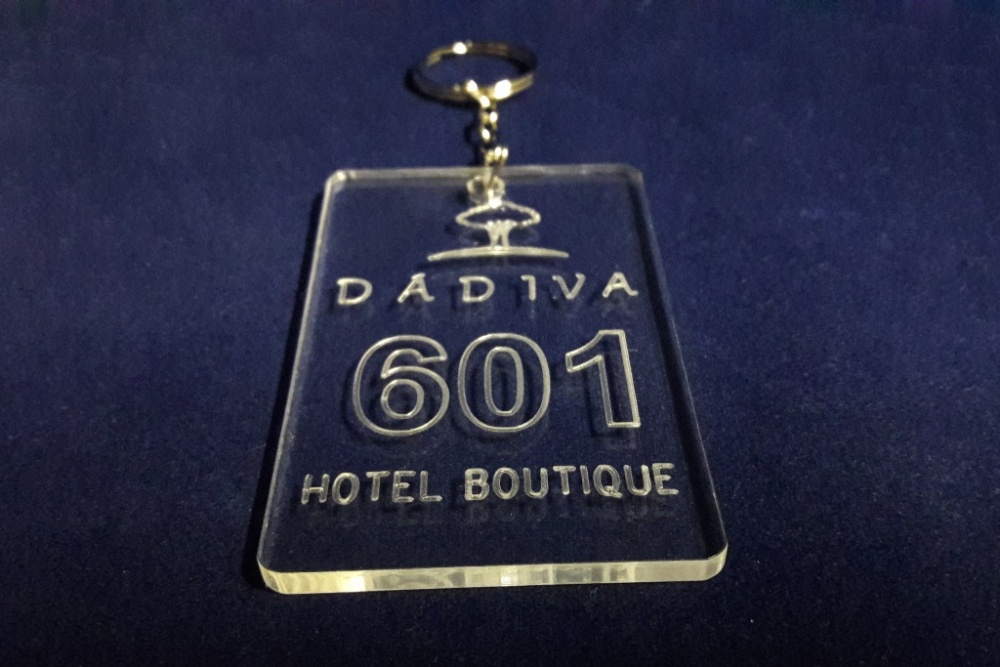 DÁDIVA
601
HOTEL BOUTIQUE